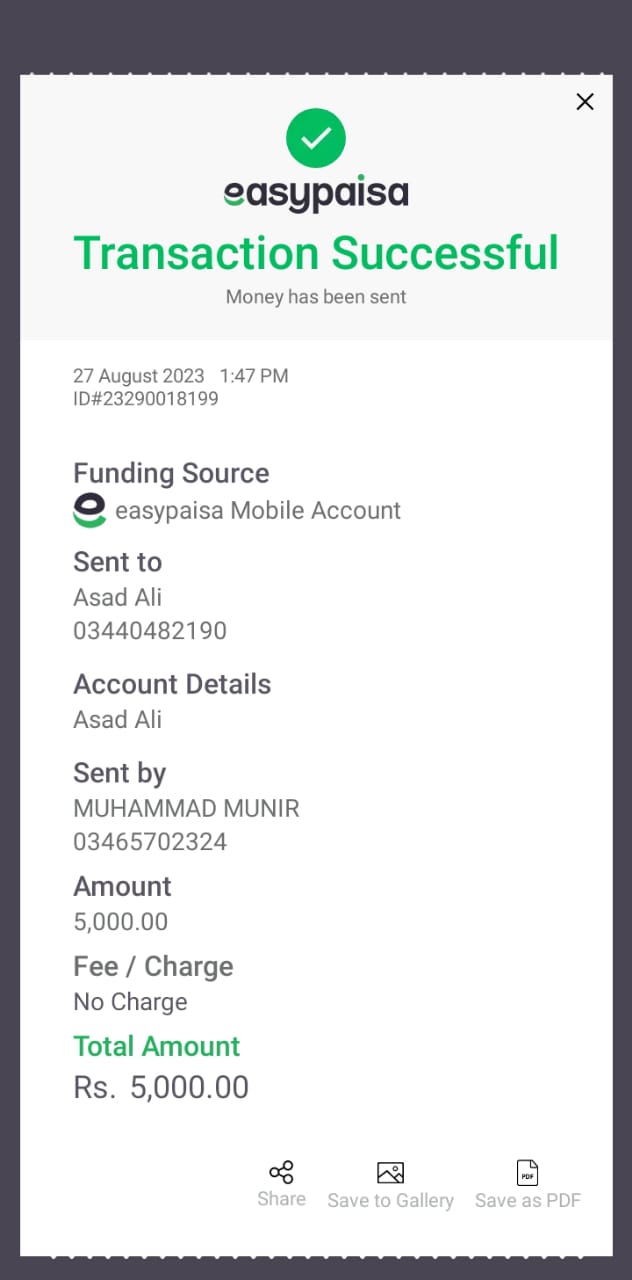 easypaisa
Transaction Successful
Money has been sent
27 August 2023 1:47 PM
ID#23290018199
Funding Source
easypaisa Mobile Account
Sent to
Asad Ali
03440482190
Account Details
Asad Ali
Sent by
MUHAMMAD MUNIR
03465702324
Amount
5,000.00
Fee / Charge
No Charge
Total Amount
Rs. 5,000.00
PDF
Share Save to Gallery Save as PDF